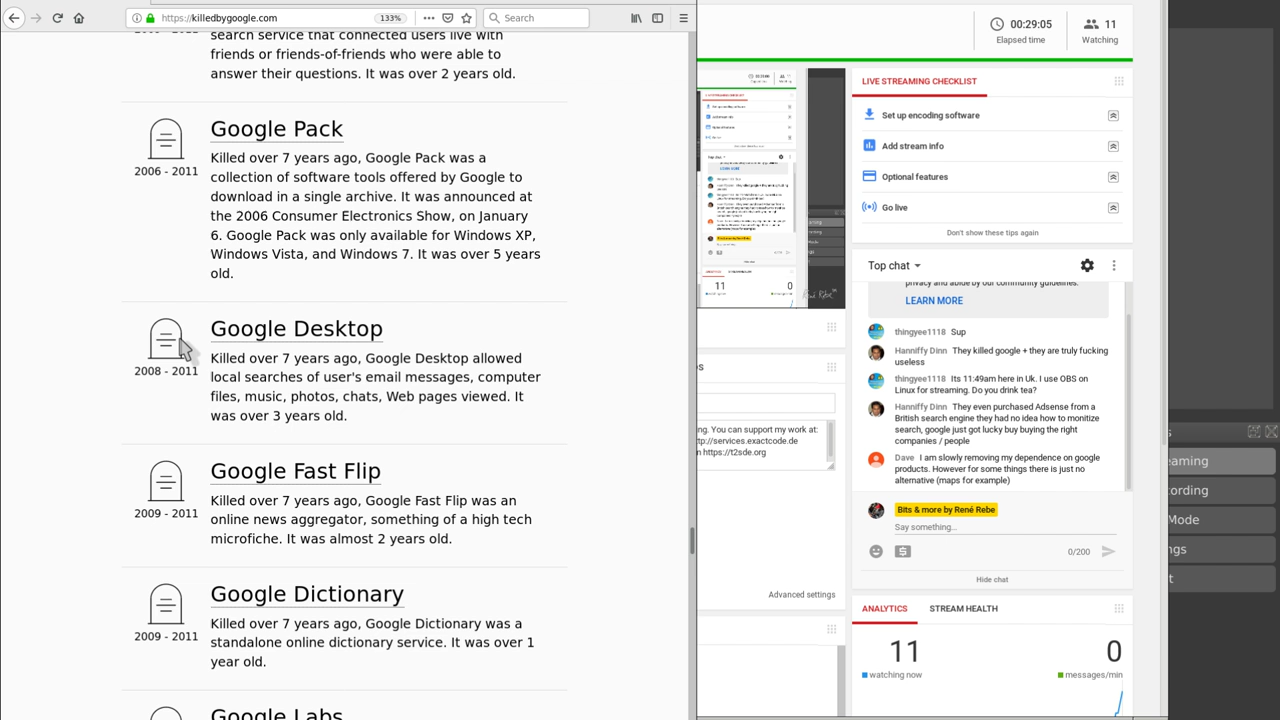 https://killedbygoogle.com
133%
Search
search service that connected users live with
friends or friends-of-friends who were able to
answer their questions. It was over 2 years old.
Google Pack
2006 - 2011
Killed over 7 years ago, Google Pack was a
collection of software tools offered by Google to
download in a single archive. It was announced at
the 2006 Consumer Electronics Show, on January
6. Google Pack was only available for Windows XP,
Windows Vista, and Windows 7. It was over 5 years
old.
Google Desktop
2008 - 2011
Killed over 7 years ago, Google Desktop allowed
local searches of user's email messages, computer
files, music, photos, chats, Web pages viewed. It
was over 3 years old.
Google Fast Flip
2009 - 2011
Killed over 7 years ago, Google Fast Flip was an
online news aggregator, something of a high tech
microfiche. It was almost 2 years old.
Google Dictionary
2009 - 2011
Killed over 7 years ago, Google Dictionary was a
standalone online dictionary service. It was over 1
year old.
Google Labs
00:29:05
Elapsed time
11
Watching
LIVE STREAMING CHECKLIST
Set up encoding software
Add stream info
Optional features
Go live
Don't show these tips again
Top chat
privacy and abide by our community guidelines.
LEARN MORE
thingyee1118 Sup
Hanniffy Dinn They killed google + they are truly fucking
useless
thingyee1118 Its 11:49am here in Uk. I use OBS on
Linux for streaming. Do you drink tea?
Hanniffy Dinn They even purchased Adsense from a
British search engine they had no idea how to monitize
search, google just got lucky buy buying the right
companies / people
Dave I am slowly removing my dependence on google
products. However for some things there is just no
alternative (maps for example)
Bits & more by René Rebe
Say something...
0/200
Hide chat
ANALYTICS
STREAM HEALTH
11
watching now
0
messages/min
ng. You can support my work at:
ttp://services.exactcode.de
n https://t2sde.org
Advanced settings
eaming
ording
Mode
ngs
t